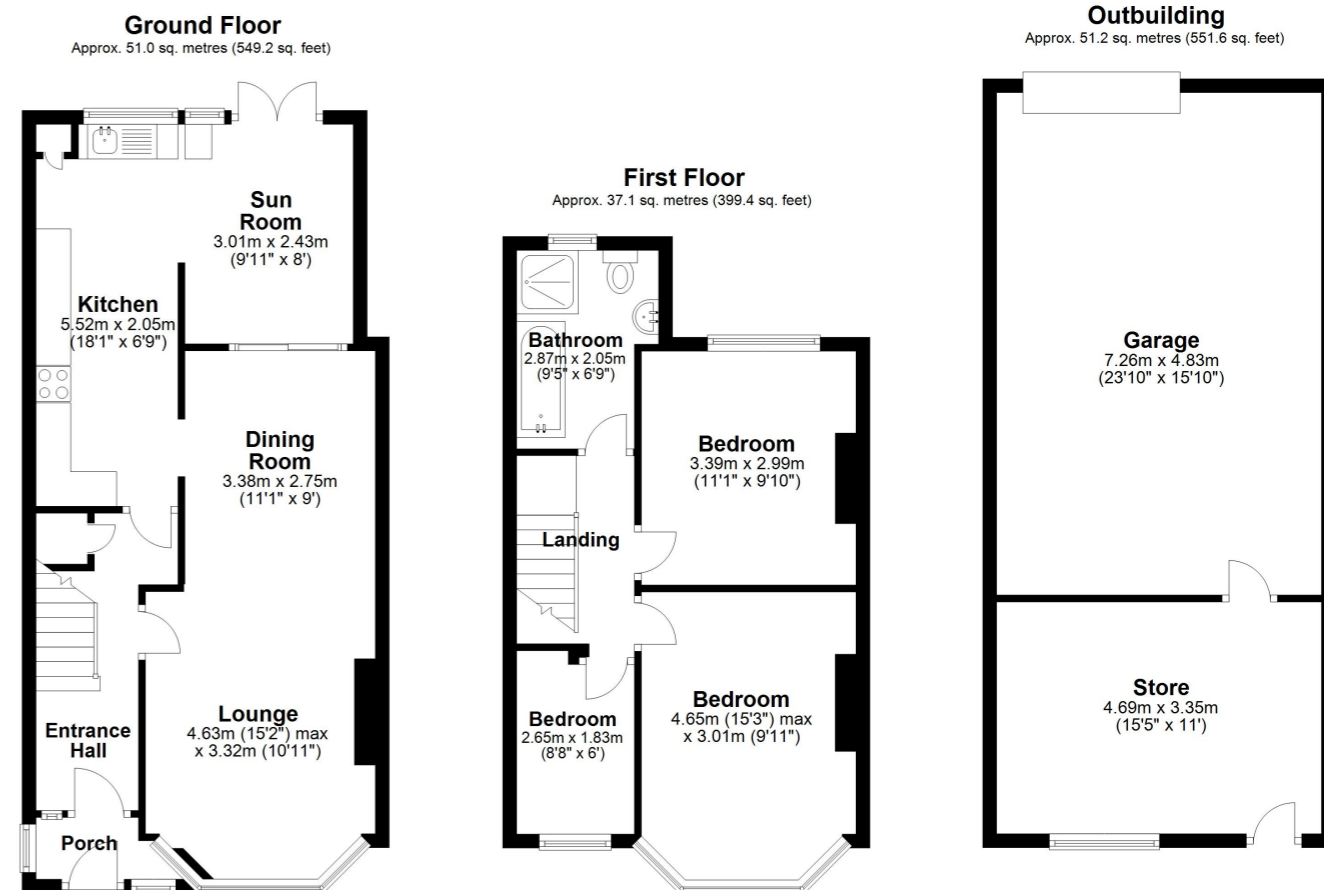 Ground Floor
Approx. 51.0 sq. metres (549.2 sq. feet)
Sun
Room
3.01m x 2.43m
(9'11" x 8')
Kitchen
5.52m x 2.05m
(18'1" x 6'9")
Dining
Room
3.38m x 2.75m
(11'1" x 9')
Lounge
4.63m (15'2") max
x 3.32m (10'11")
Entrance
Hall
Porch
First Floor
Approx. 37.1 sq. metres (399.4 sq. feet)
Bathroom
2.87m x 2.05m
(9'5" x 6'9")
Bedroom
3.39m x 2.99m
(11'1" x 9'10")
Landing
Bedroom
2.65m x 1.83m
(8'8" x 6')
Bedroom
4.65m (15'3") max
x 3.01m (9'11")
Outbuilding
Approx. 51.2 sq. metres (551.6 sq. feet)
Garage
7.26m x 4.83m
(23'10" x 15'10")
Store
4.69m x 3.35m
(15'5" x 11')